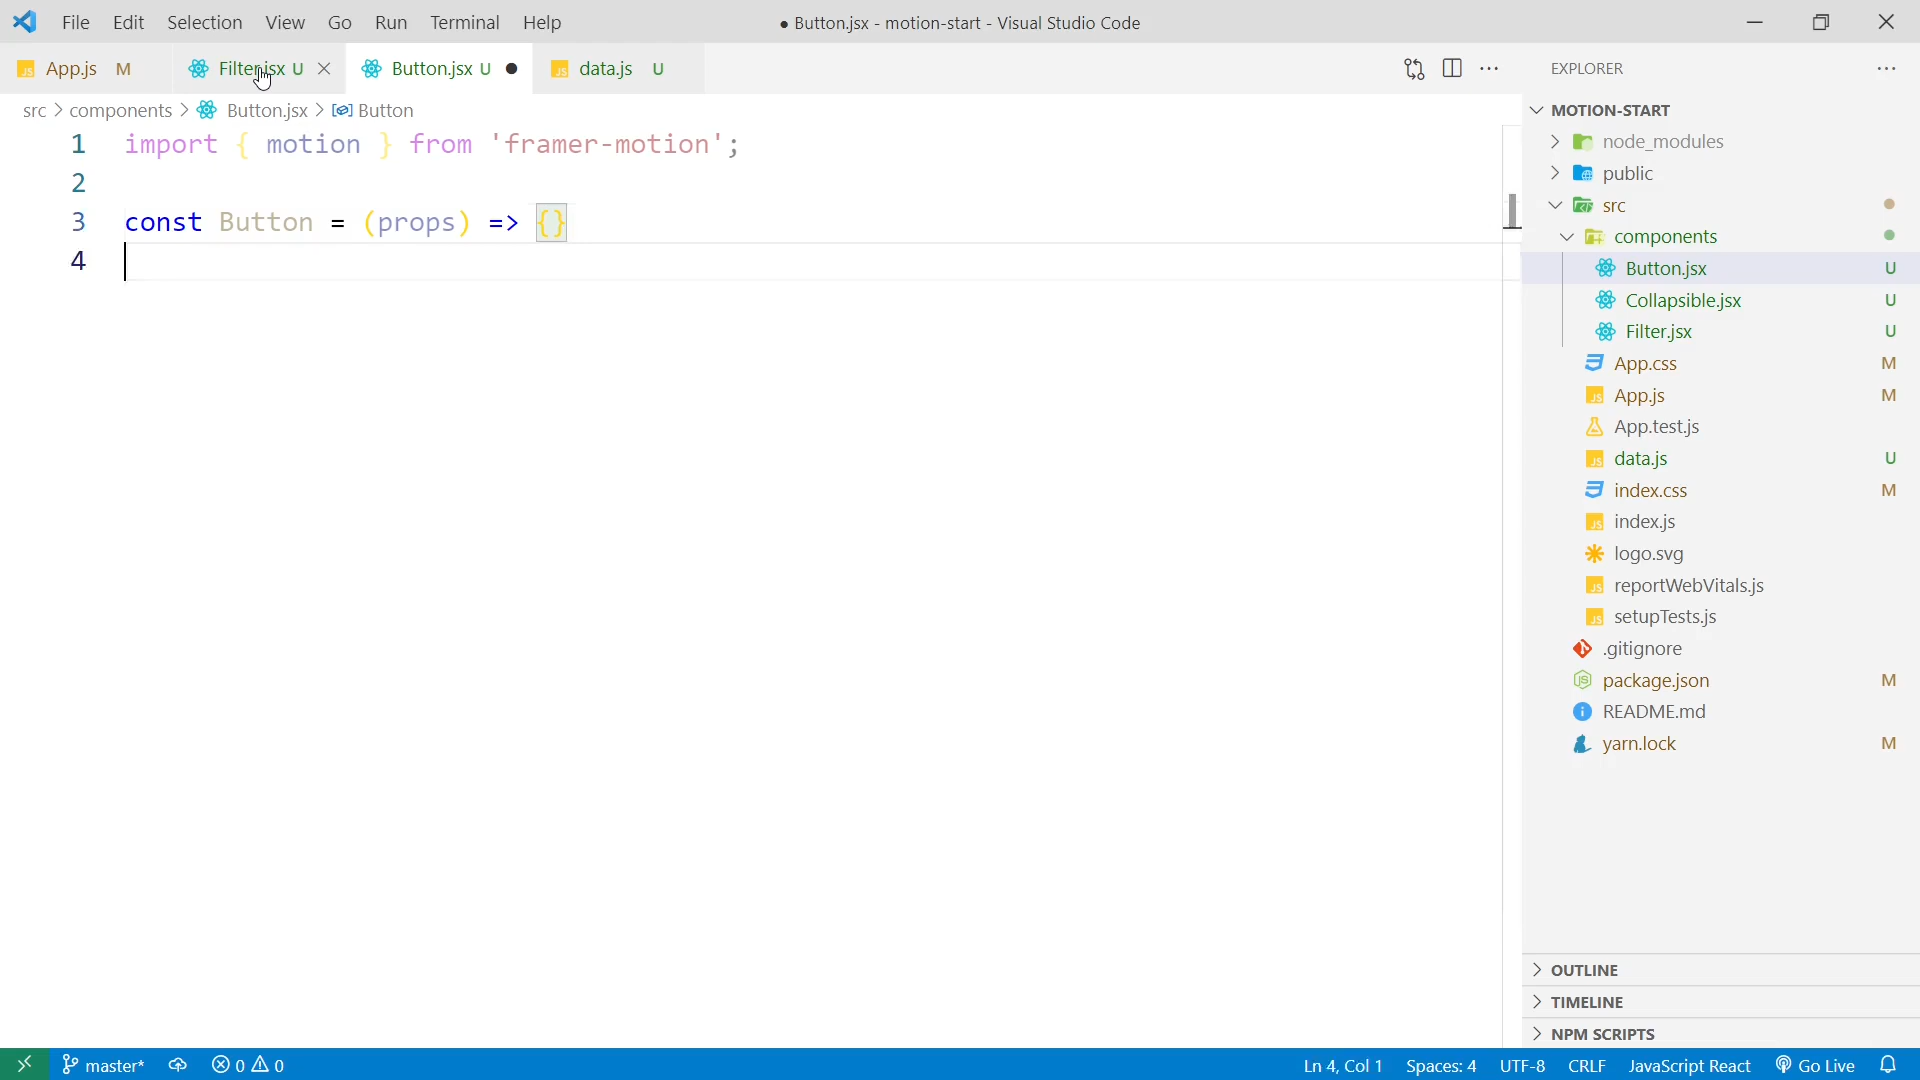 File Edit Selection View Go Run Terminal Help
● Button.jsx - motion-start - Visual Studio Code
App.js M
Filter.jsx U
Button.jsx U ●
data.js U
src > components > Button.jsx > Button
1 import { motion } from 'framer-motion';
2
3 const Button = (props) => {}
4
EXPLORER
MOTION-START
node_modules
public
src
components
Button.jsx U
Collapsible.jsx U
Filter.jsx U
App.css M
App.js M
App.test.js
data.js U
index.css M
index.js
logo.svg
reportWebVitals.js
setupTests.js
.gitignore
package.json M
README.md
yarn.lock M
OUTLINE
TIMELINE
NPM SCRIPTS
master* 0 0 Ln 4, Col 1 Spaces: 4 UTF-8 CRLF JavaScript React Go Live